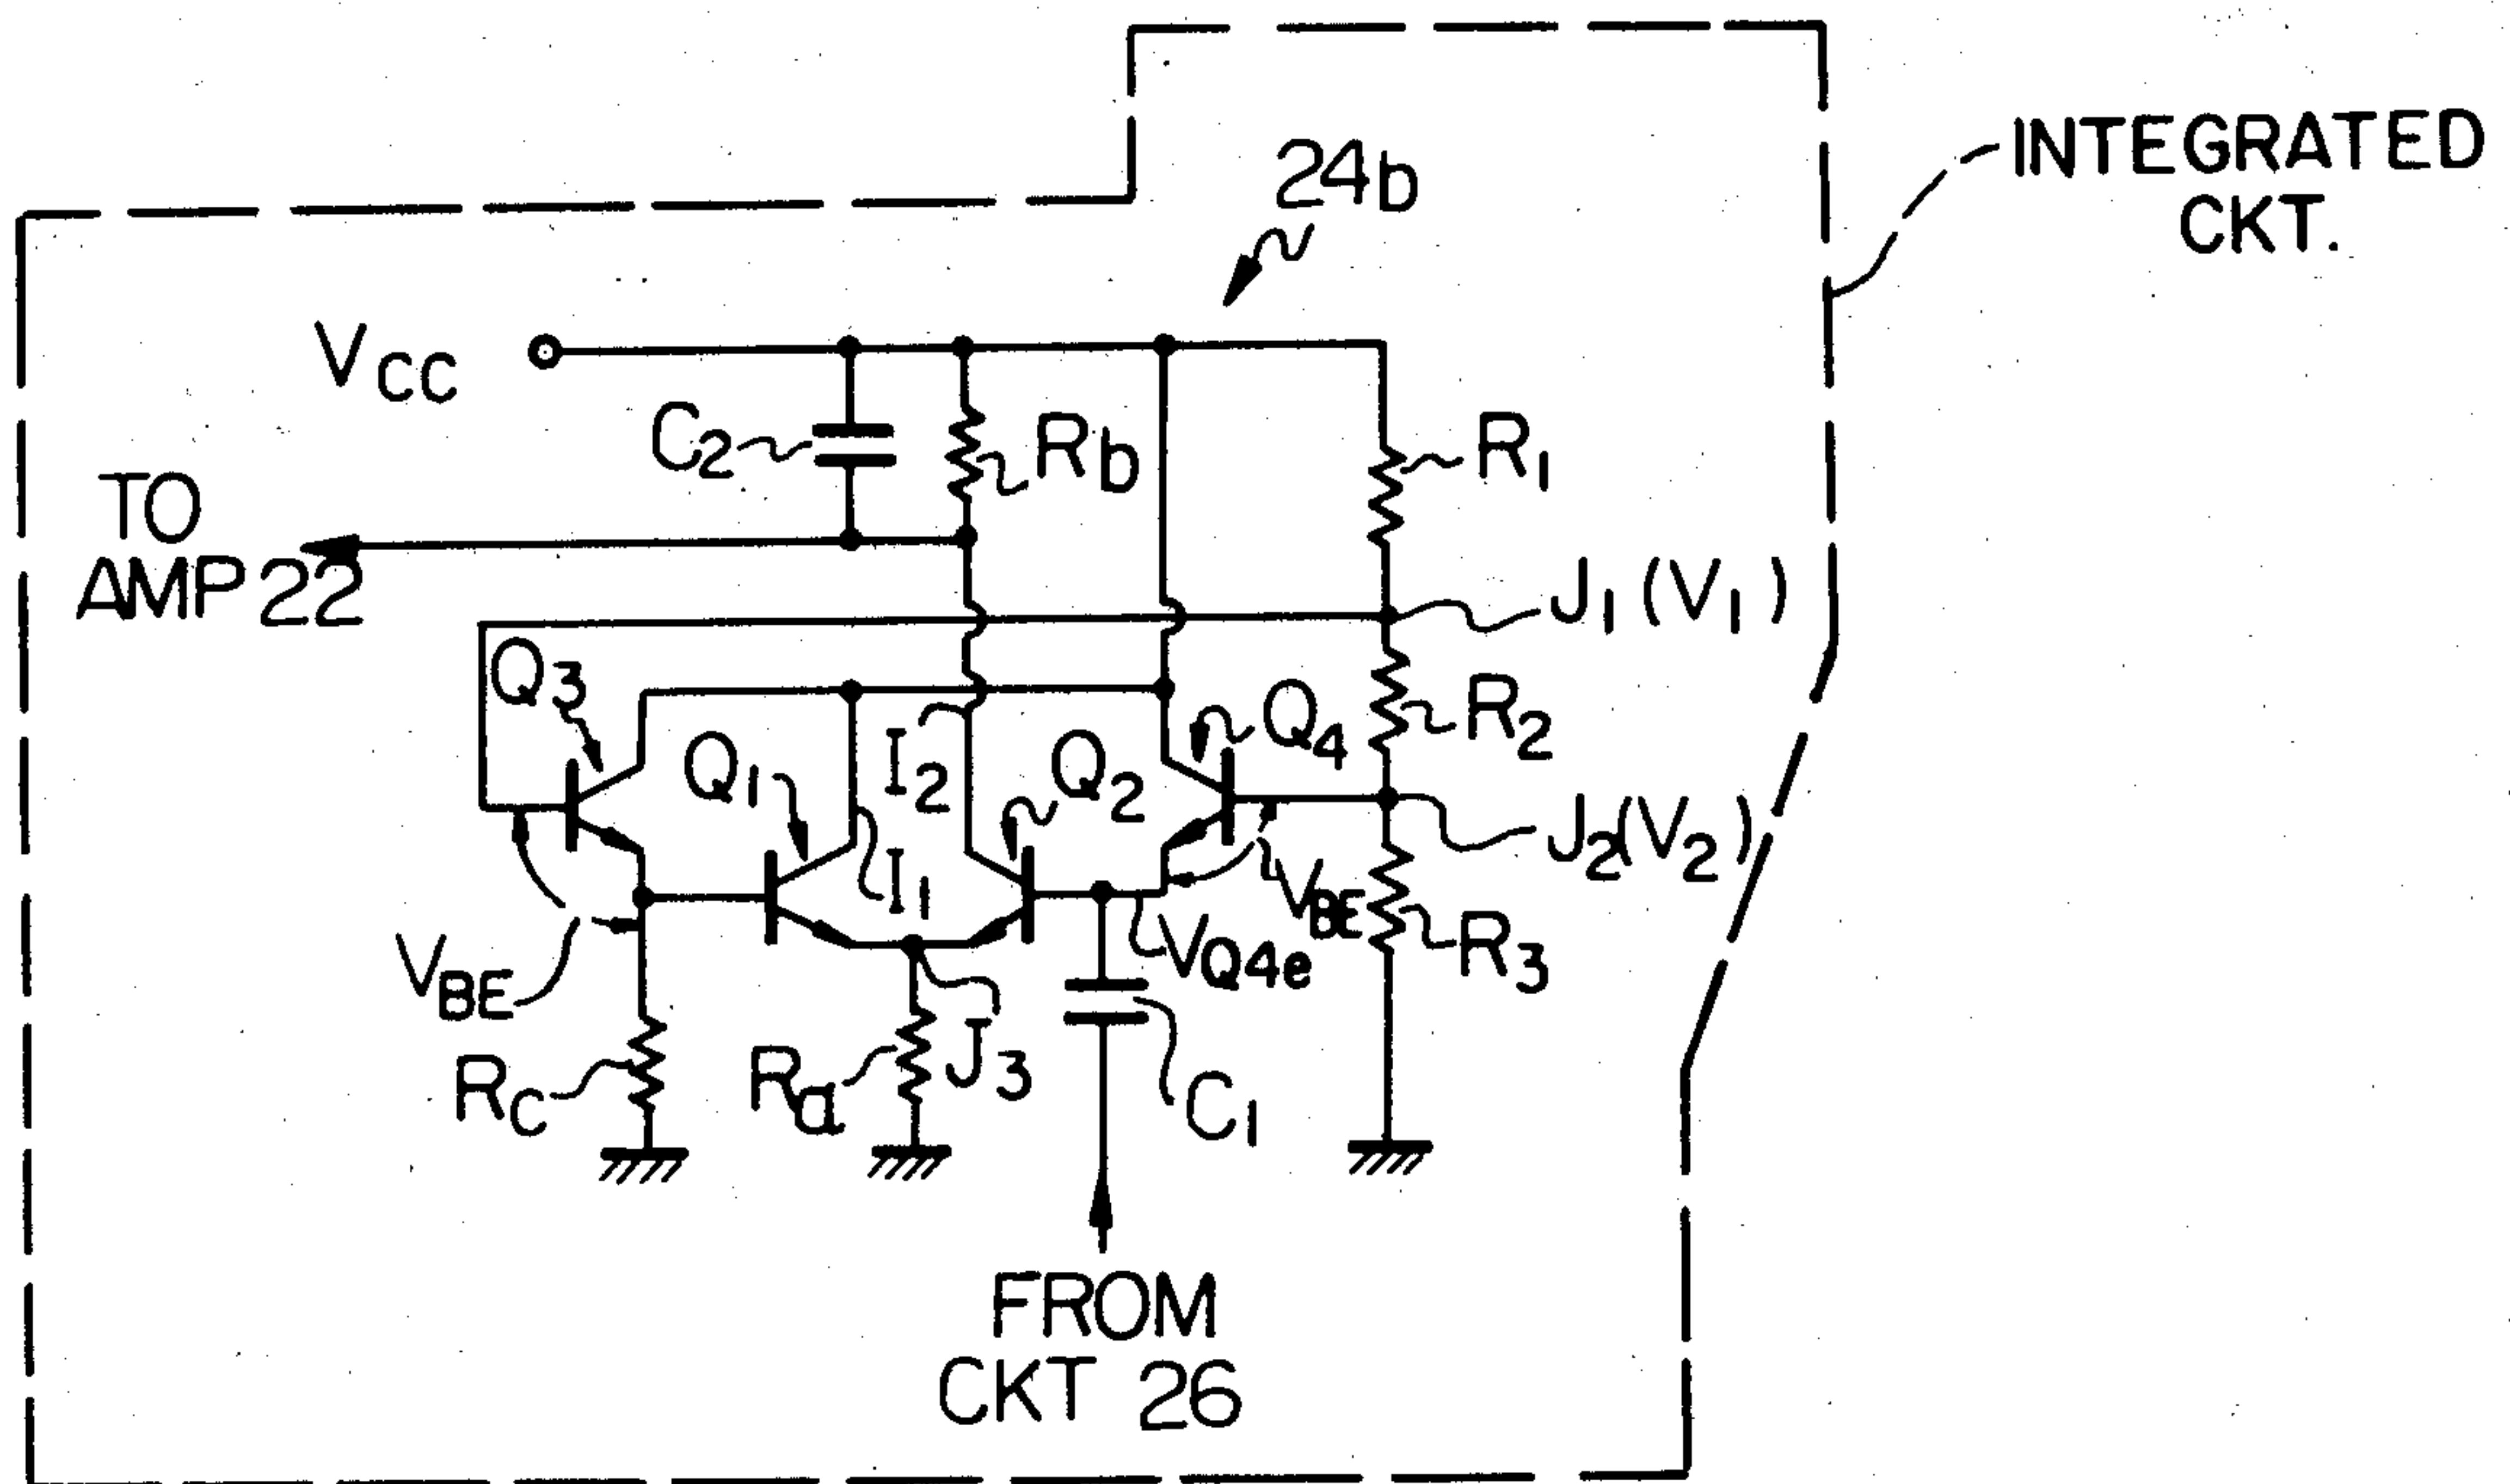 INTEGRATED
CKT.
24b
Vcc
C2
Rb
R1
TO
AMP 22
J1 (V1)
Q3
Q1
I2
Q2
Q4
R2
J2(V2)
I1
VBE
VBE
VQ4e
R3
Rc
Ra
J3
C1
FROM
CKT 26